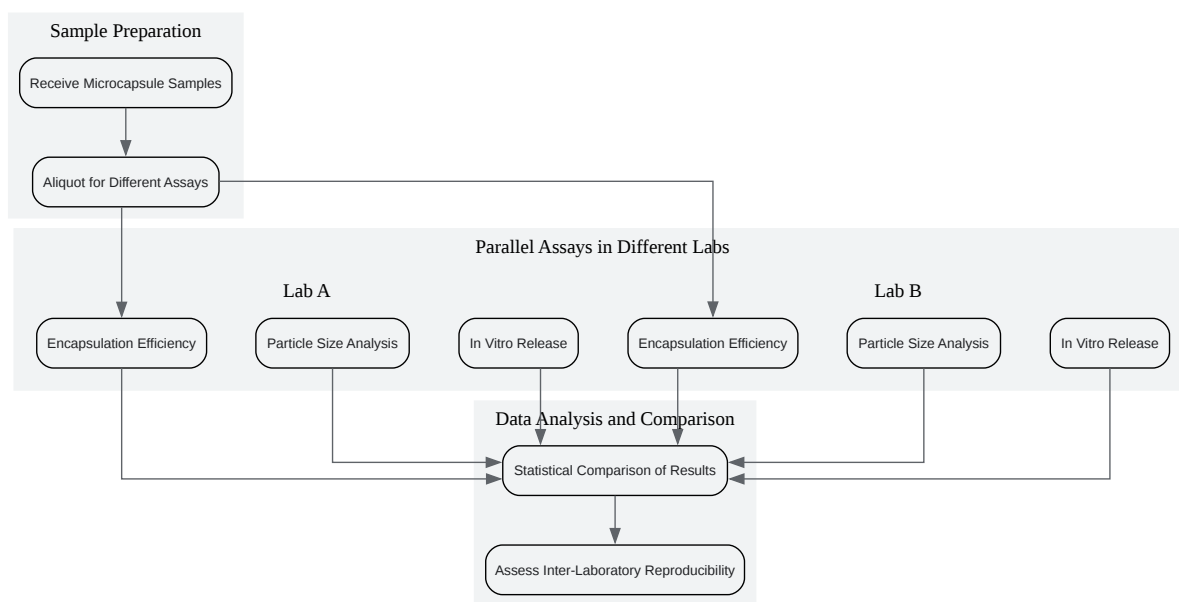 Sample Preparation
Receive Microcapsule Samples
Aliquot for Different Assays
Parallel Assays in Different Labs
Lab A
Lab B
Encapsulation Efficiency
Particle Size Analysis
In Vitro Release
Encapsulation Efficiency
Particle Size Analysis
In Vitro Release
Data Analysis and Comparison
Statistical Comparison of Results
Assess Inter-Laboratory Reproducibility